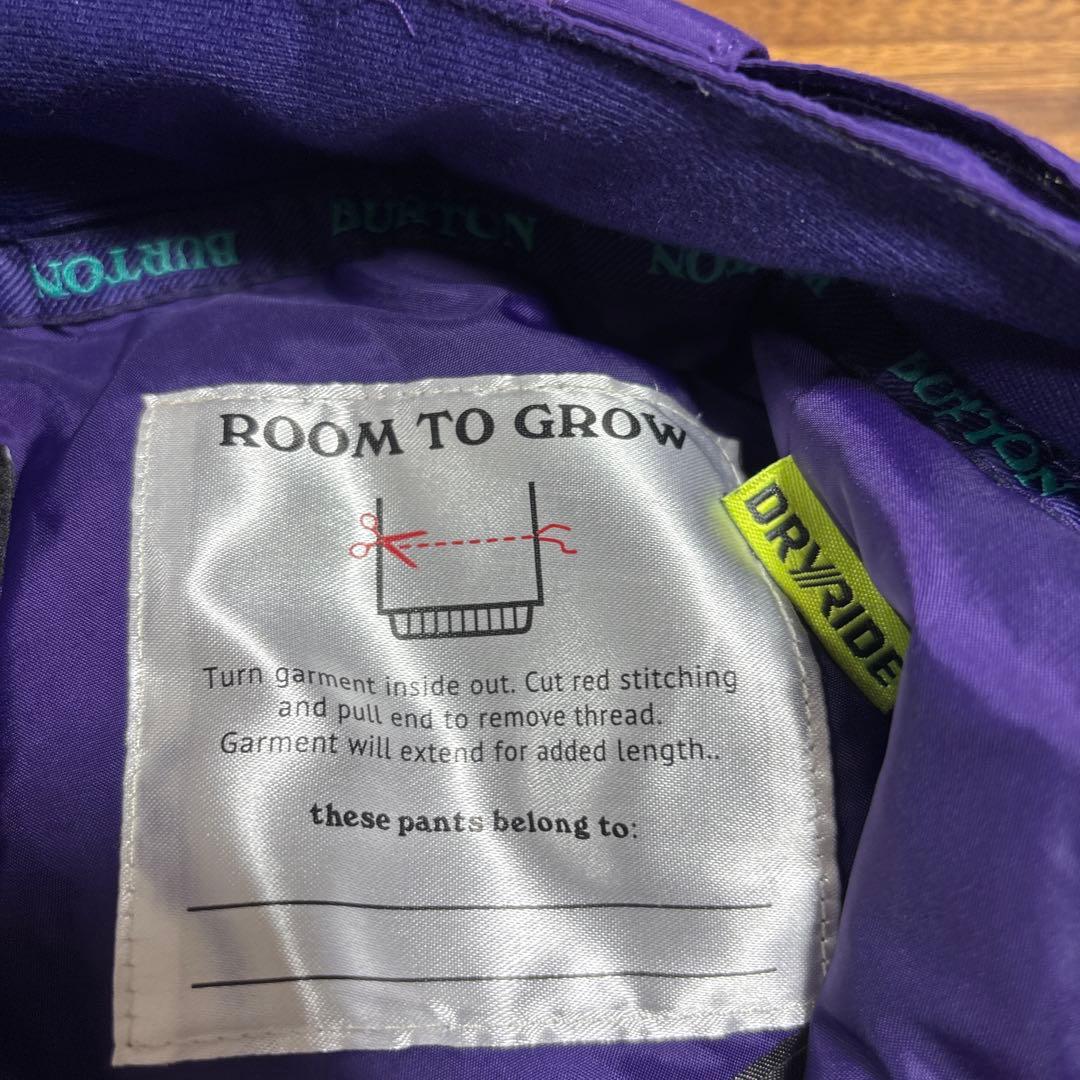 BURTON
BURTON
BURTON
BURTON
ROOM TO GROW
DRYRIDE
Turn garment inside out. Cut red stitching
and pull end to remove thread.
Garment will extend for added length..
these pants belong to: